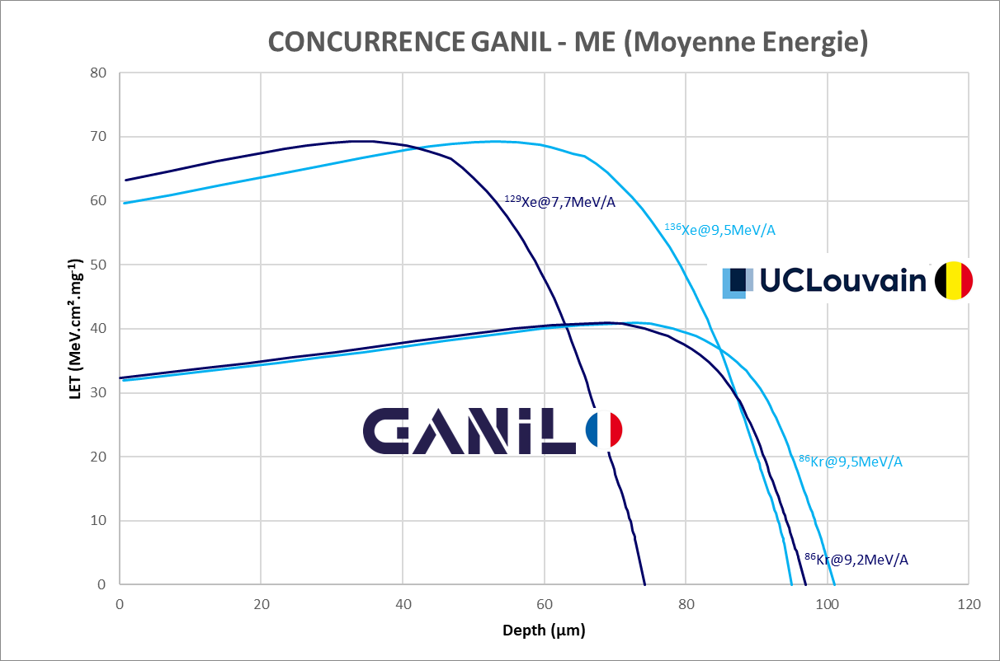 CONCURRENCE GANIL - ME (Moyenne Energie)
80
70
60
50
40
30
20
10
0
LET (MeV.cm².mg⁻¹)
¹²⁹Xe@7,7MeV/A
¹³⁶Xe@9,5MeV/A
UCLouvain
GANiL
⁸⁶Kr@9,5MeV/A
⁸⁶Kr@9,2MeV/A
0 20 40 60 80 100 120
Depth (µm)